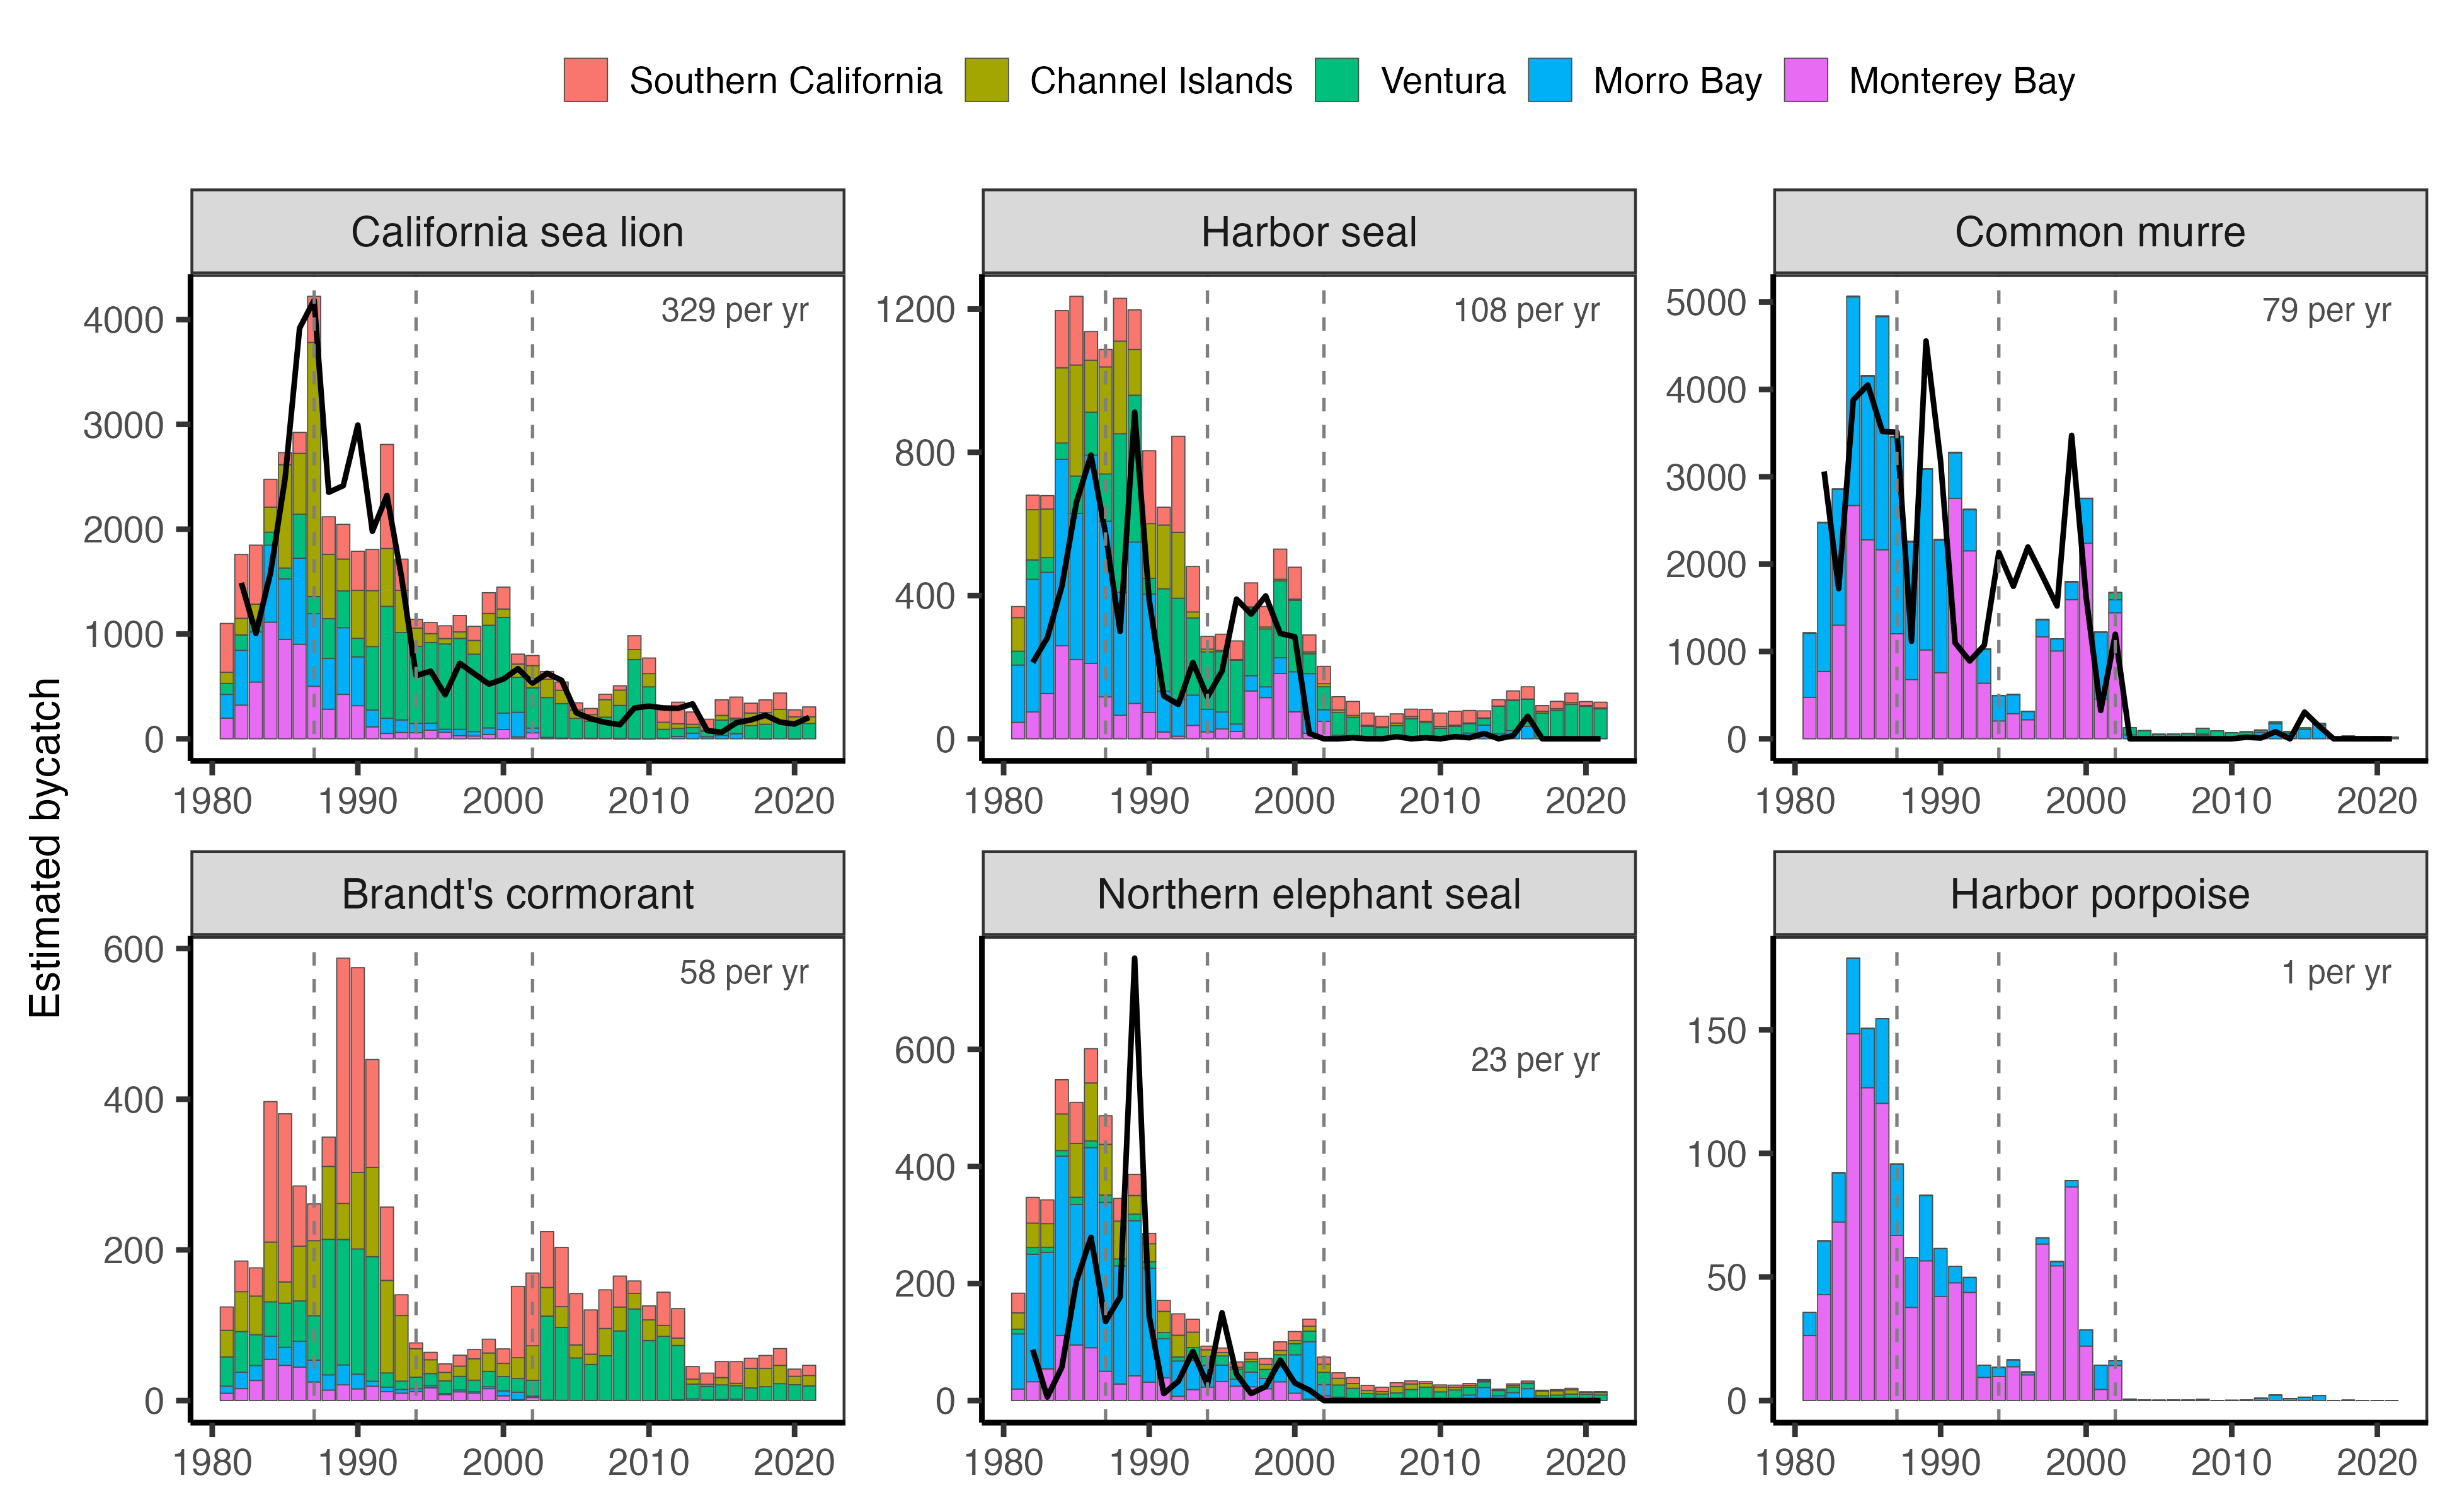 Southern California Channel Islands Ventura Morro Bay Monterey Bay
California sea lion Harbor seal Common murre
329 per yr 108 per yr 79 per yr
4000 1200 5000
3000 800 4000
2000 400 3000
1000 0 2000
0 1000
0
1980 1990 2000 2010 2020 1980 1990 2000 2010 2020 1980 1990 2000 2010 2020
Estimated bycatch
Brandt's cormorant Northern elephant seal Harbor porpoise
58 per yr 23 per yr 1 per yr
600 600 150
400 400 100
200 200 50
0 0 0
1980 1990 2000 2010 2020 1980 1990 2000 2010 2020 1980 1990 2000 2010 2020